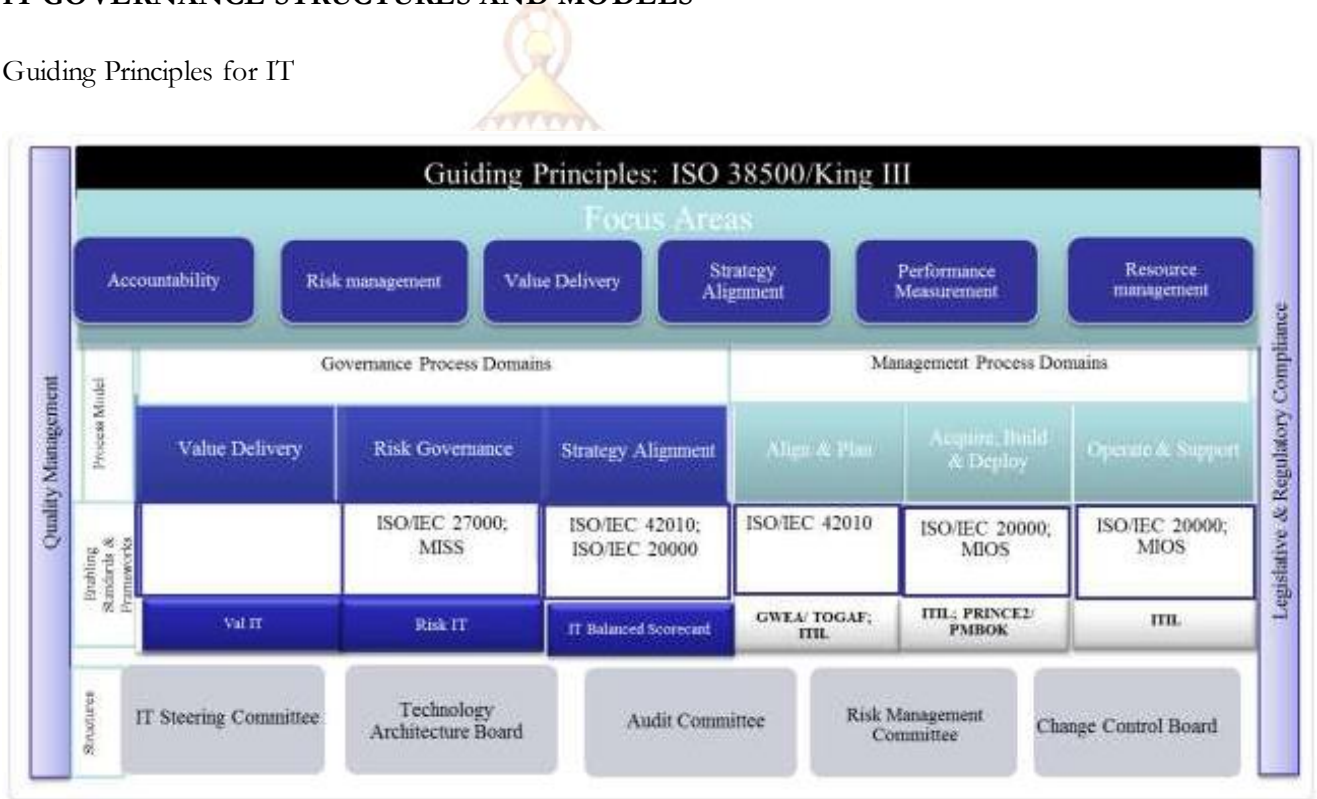 IT GOVERNANCE STRUCTURES AND MODELS
Guiding Principles for IT
Guiding Principles: ISO 38500/King III
Focus Areas
Accountability
Risk management
Value Delivery
Strategy
Alignment
Performance
Measurement
Resource
management
Quality Management
Legislative & Regulatory Compliance
Process Model
Governance Process Domains
Management Process Domains
Value Delivery
Risk Governance
Strategy Alignment
Align & Plan
Acquire, Build
& Deploy
Operate & Support
Enabling
Standards &
Frameworks
ISO/IEC 27000;
MISS
ISO/IEC 42010;
ISO/IEC 20000
ISO/IEC 42010
ISO/IEC 20000;
MIOS
ISO/IEC 20000;
MIOS
Val IT
Risk IT
IT Balanced Scorecard
GWEA/ TOGAF;
ITIL
ITIL; PRINCE2/
PMBOK
ITIL
Structures
IT Steering Committee
Technology
Architecture Board
Audit Committee
Risk Management
Committee
Change Control Board